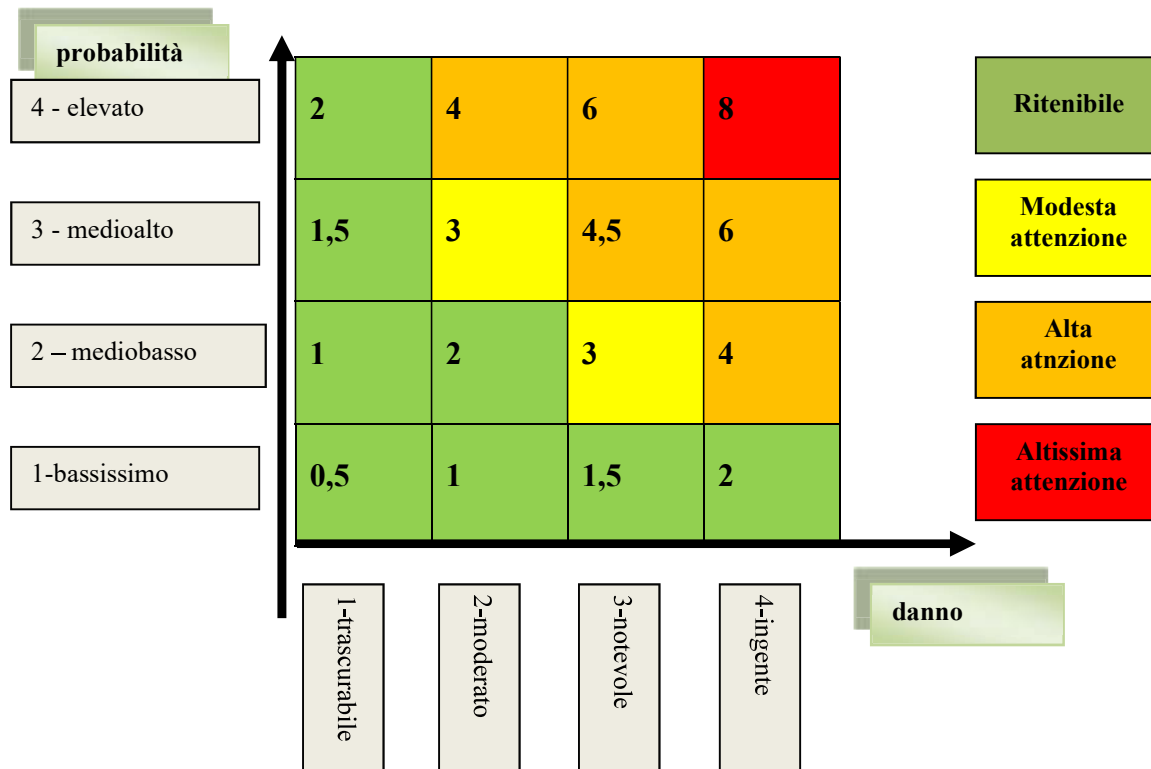 probabilità
4 - elevato
2
4
6
8
Ritenibile
3 - medioalto
1,5
3
4,5
6
Modesta
attenzione
2 – mediobasso
1
2
3
4
Alta
atnzione
1-bassissimo
0,5
1
1,5
2
Altissima
attenzione
1-trascurabile
2-moderato
3-notevole
4-ingente
danno